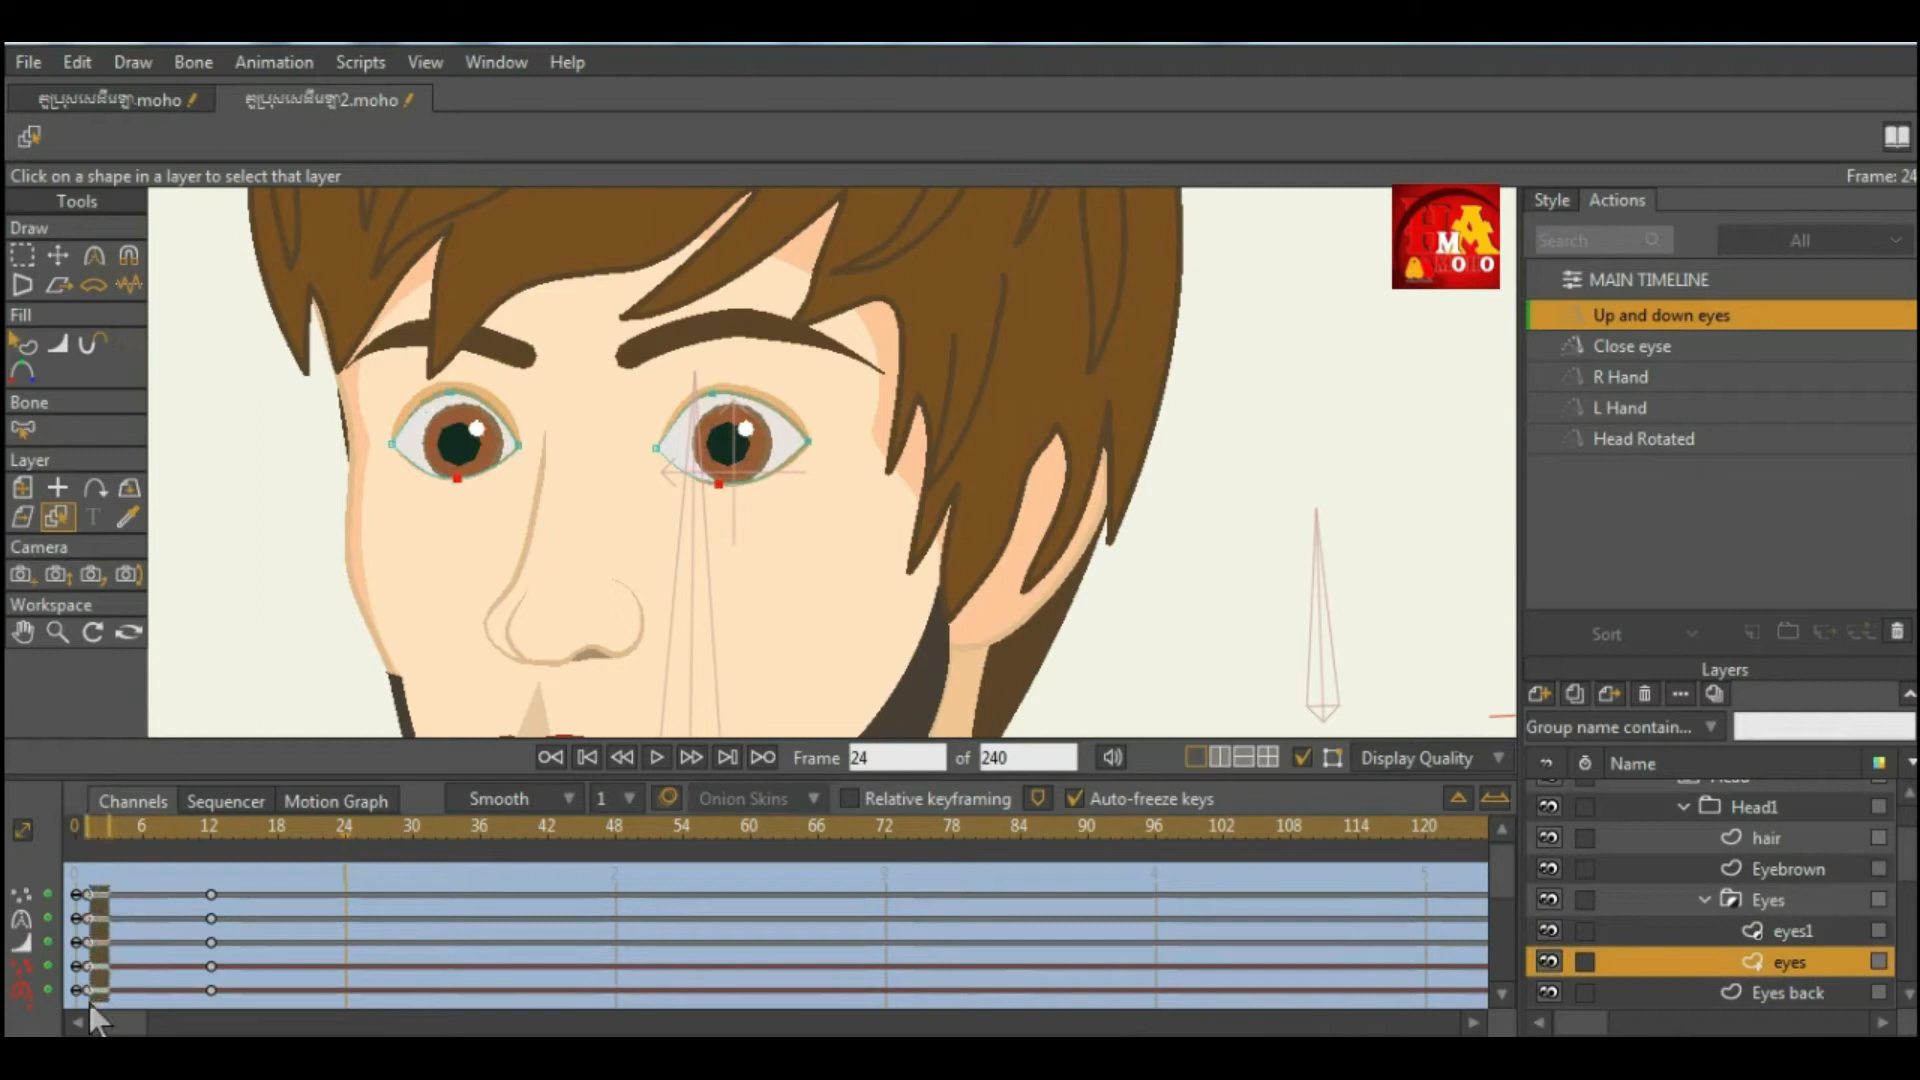 File Edit Draw Bone Animation Scripts View Window Help
Click on a shape in a layer to select that layer
Frame: 24
Tools
Draw
Fill
Bone
Layer
Camera
Workspace
Style Actions
Search
All
MAIN TIMELINE
Up and down eyes
Close eyse
R Hand
L Hand
Head Rotated
Sort
Layers
Group name contain...
Name
Head1
hair
Eyebrown
Eyes
eyes1
eyes
Eyes back
Frame 24 of 240
Display Quality
Channels Sequencer Motion Graph
Smooth
1
Onion Skins
Relative keyframing
Auto-freeze keys
0 6 12 18 24 30 36 42 48 54 60 66 72 78 84 90 96 102 108 114 120
0 2 3 4 5